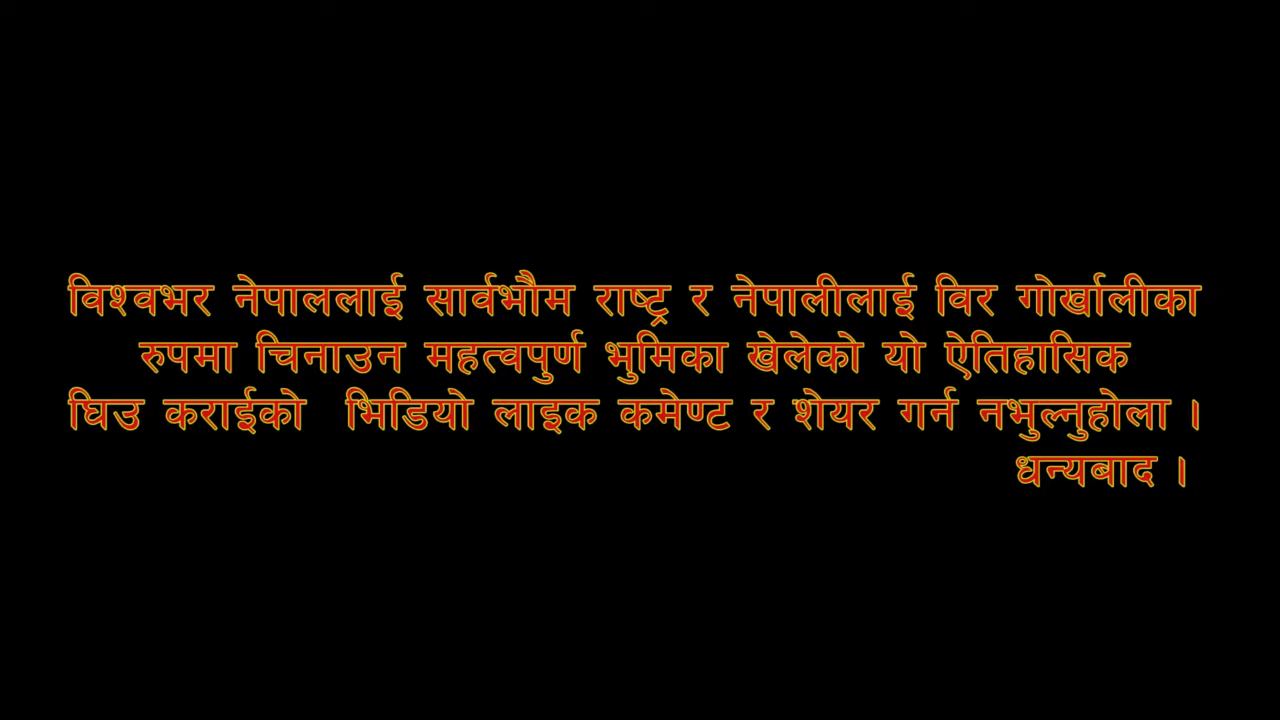 विश्वभर नेपाललाई सार्वभौम राष्ट्र र नेपालीलाई विर गोर्खालीका
रुपमा चिनाउन महत्वपुर्ण भुमिका खेलेको यो ऐतिहासिक
घिउ कराईको भिडियो लाइक कमेण्ट र शेयर गर्न नभुल्नुहोला ।
धन्यबाद ।